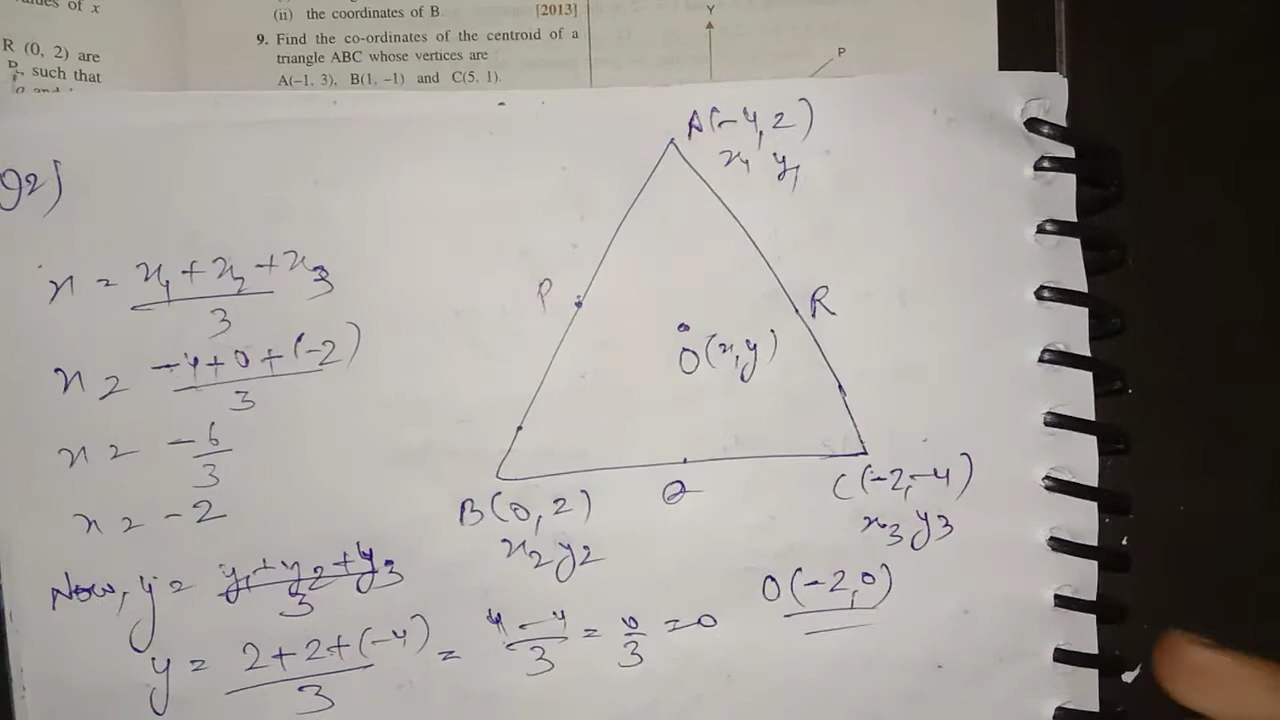 (ii) the coordinates of B. [2013]
9. Find the co-ordinates of the centroid of a
triangle ABC whose vertices are
A(-1, 3), B(1, -1) and C(5, 1).
of x
R (0, 2) are
such that
Y
P
A(-4, 2)
x₁ y₁
x = x₁ + x₂ + x₃ / 3
x = -4 + 0 + (-2) / 3
x = -6/3
x = -2
P
R
O(x, y)
B(0, 2)
x₂ y₂
Q
C(-2, -4)
x₃ y₃
Now, y = y₁ + y₂ + y₃ / 3
y = 2 + 2 + (-4) / 3 = 4 - 4 / 3 = 0/3 = 0
O(-2, 0)